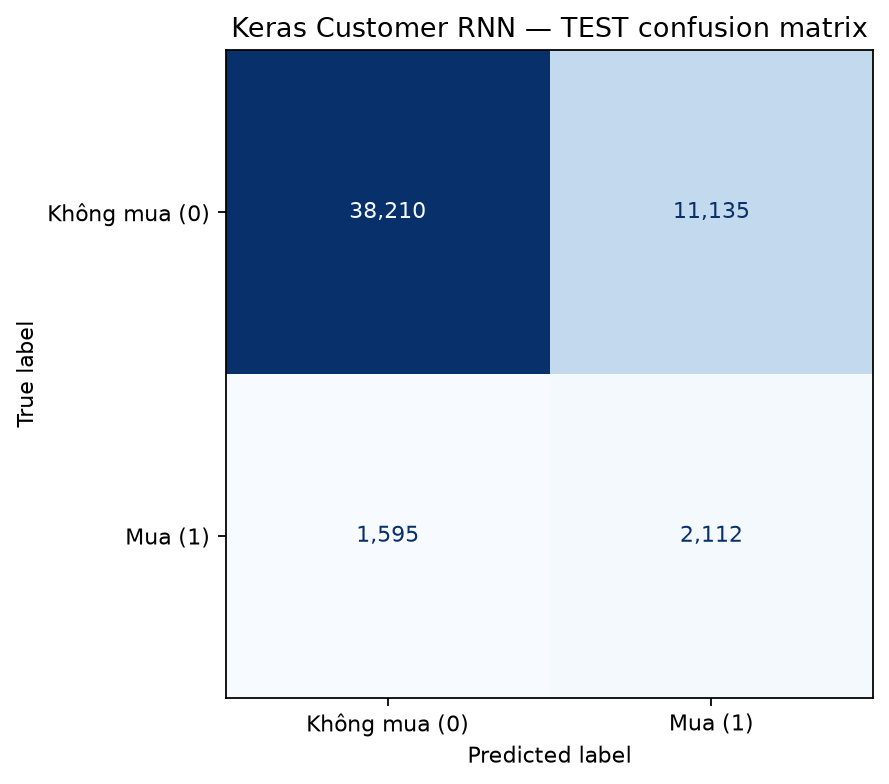 Keras Customer RNN — TEST confusion matrix
Không mua (0)
38,210
11,135
True label
Mua (1)
1,595
2,112
Không mua (0)
Mua (1)
Predicted label